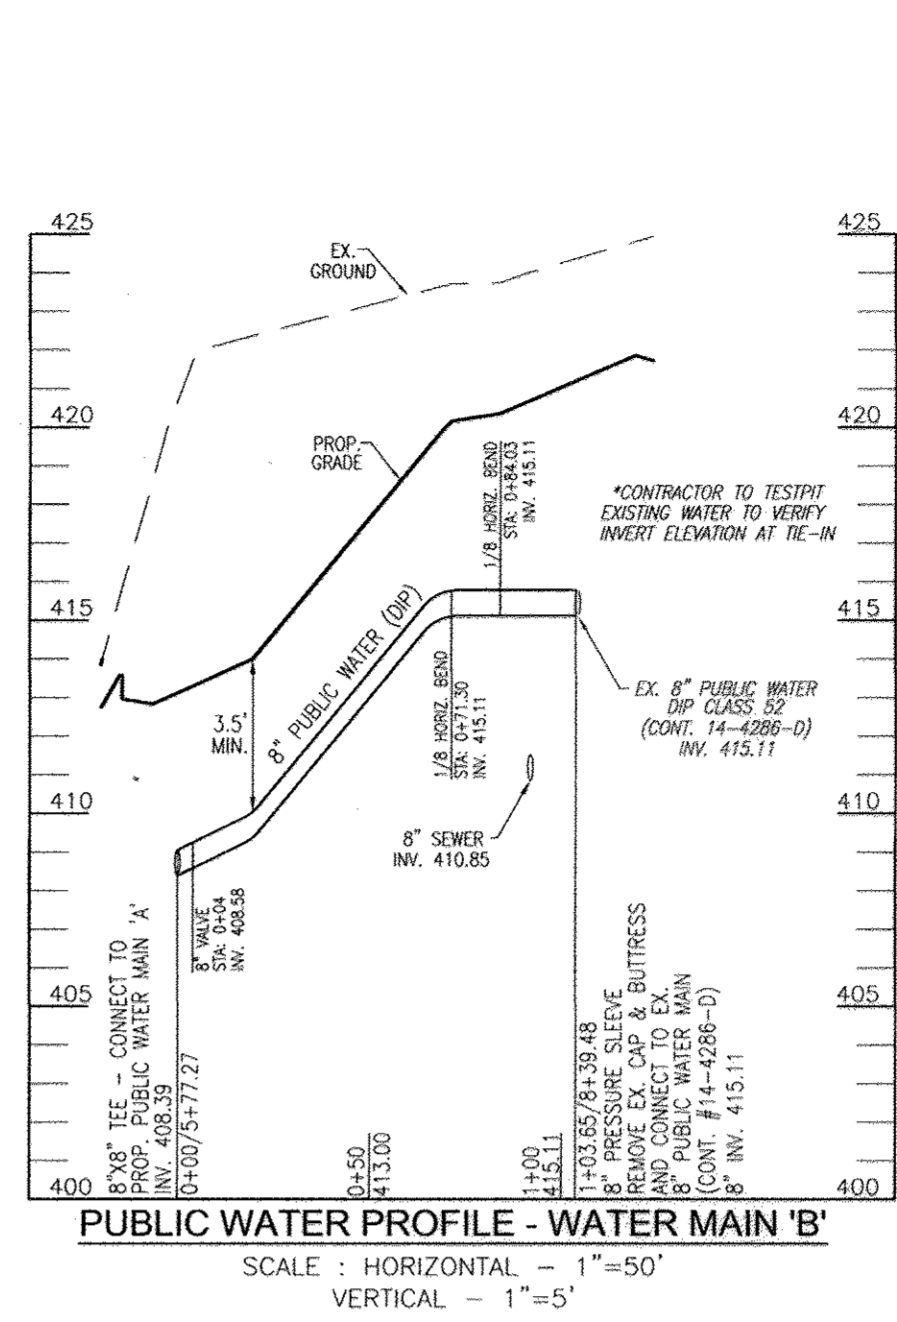 425
425
EX.
GROUND
420
420
PROP.
GRADE
1/8 HORIZ. BEND
STA: 0+84.03
INV. 415.11
*CONTRACTOR TO TESTPIT
EXISTING WATER TO VERIFY
INVERT ELEVATION AT TIE-IN
415
415
8" PUBLIC WATER (DIP)
3.5'
MIN.
1/8 HORIZ. BEND
STA: 0+71.30
INV. 415.11
EX. 8" PUBLIC WATER
DIP CLASS 52
(CONT. 14-4286-D)
INV. 415.11
410
410
8" SEWER
INV. 410.85
8" VALVE
STA: 0+04
INV. 408.58
405
405
8"X8" TEE - CONNECT TO
PROP. PUBLIC WATER MAIN 'A'
INV. 408.39
0+00/5+77.27
0+50
413.00
1+00
415.11
1+03.65/8+39.48
8" PRESSURE SLEEVE
REMOVE EX. CAP & BUTTRESS
AND CONNECT TO EX.
8" PUBLIC WATER MAIN
(CONT. #14-4286-D)
8" INV. 415.11
400
400
PUBLIC WATER PROFILE - WATER MAIN 'B'
SCALE : HORIZONTAL - 1"=50'
VERTICAL - 1"=5'